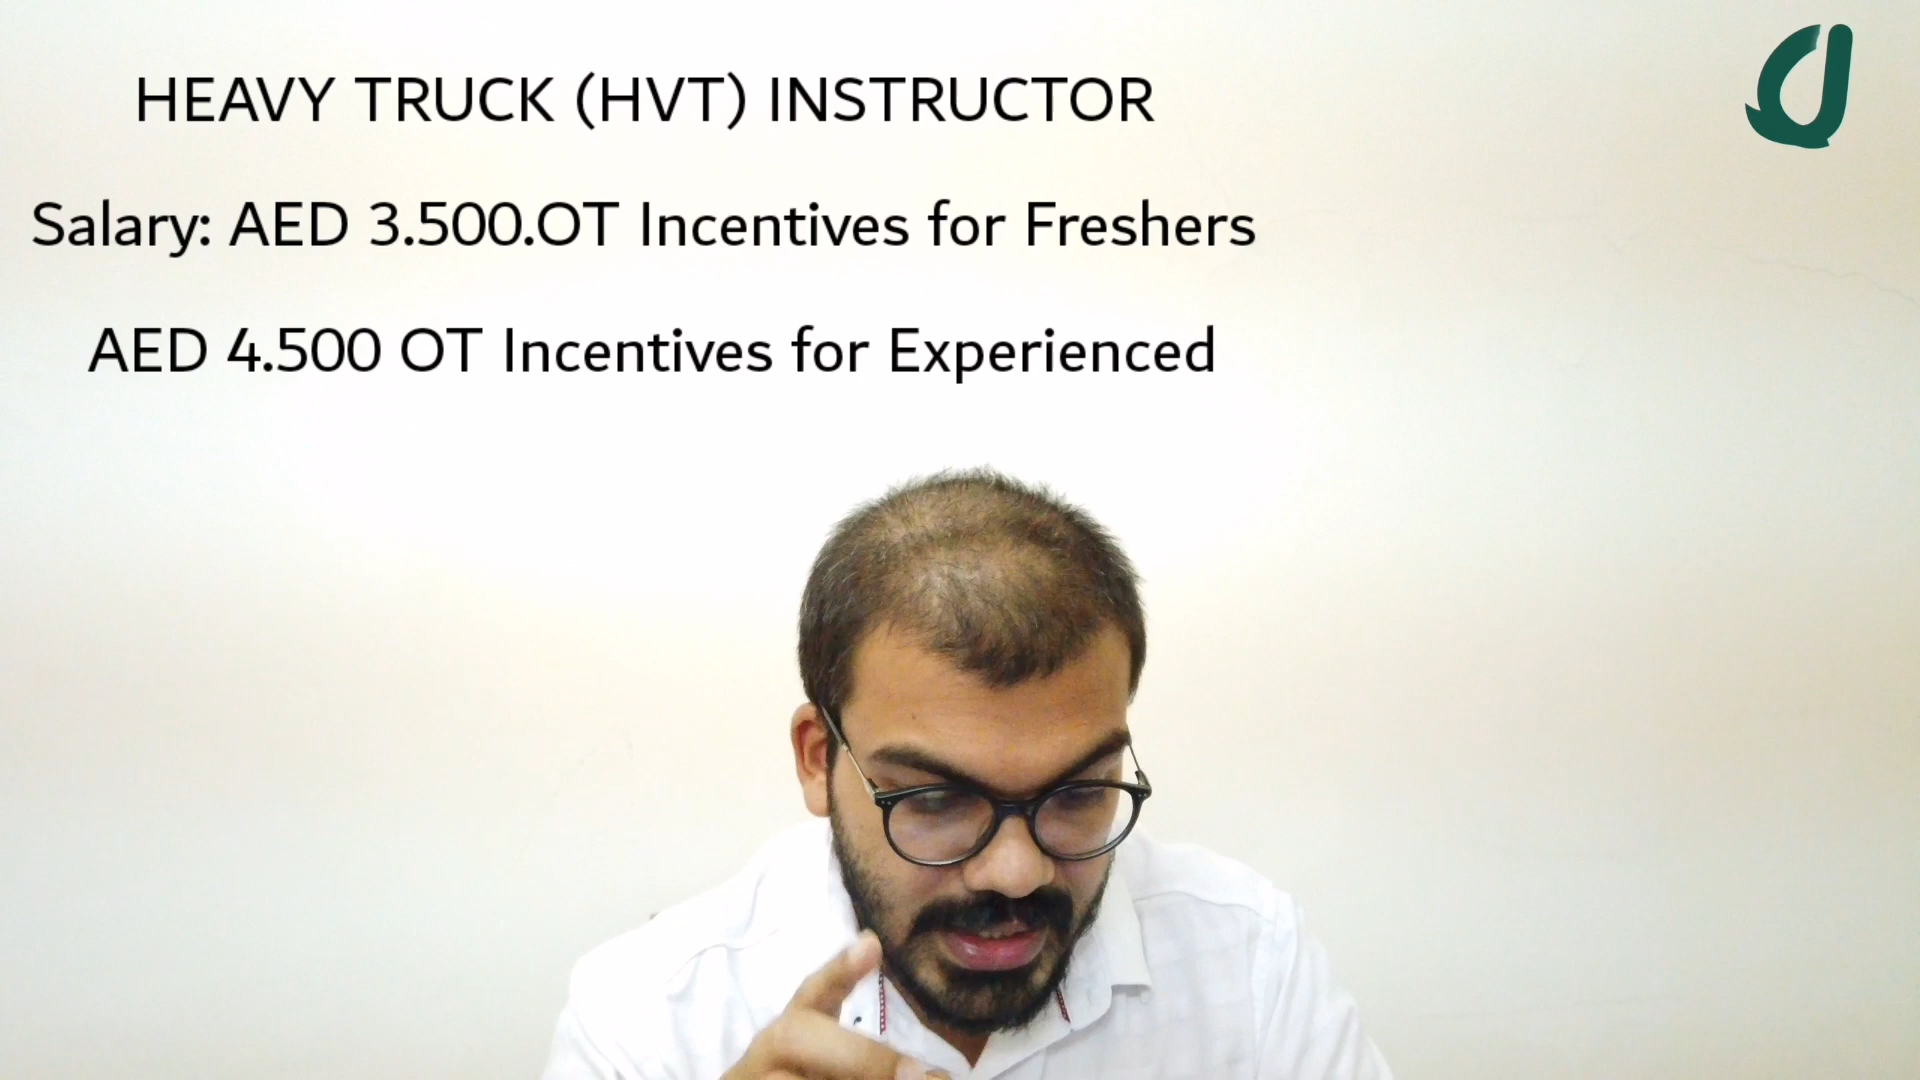 HEAVY TRUCK (HVT) INSTRUCTOR
Salary: AED 3.500.OT Incentives for Freshers
AED 4.500 OT Incentives for Experienced